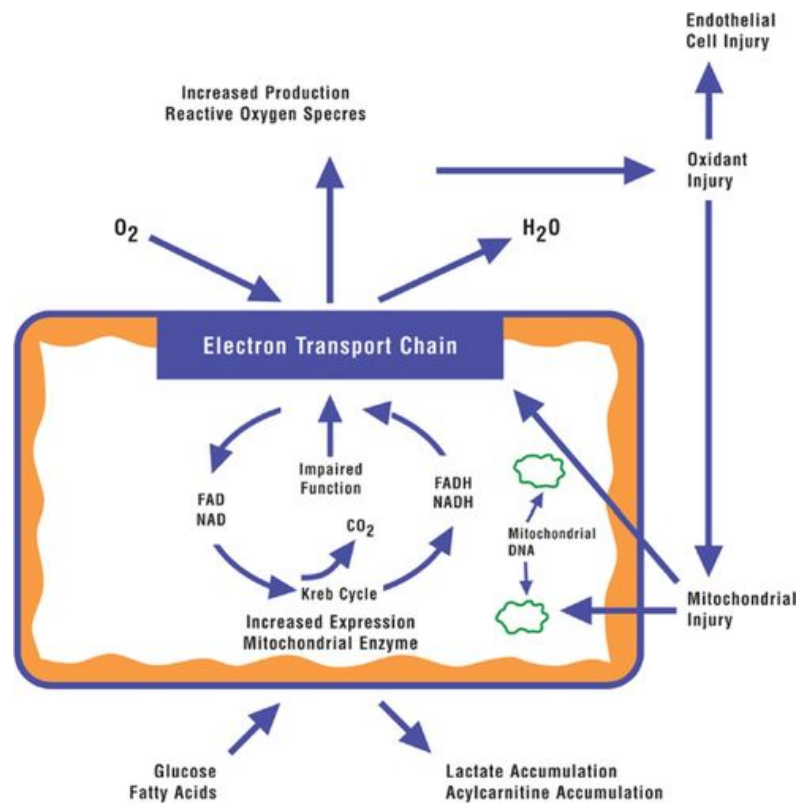 Endothelial
Cell Injury
Increased Production
Reactive Oxygen Specres
Oxidant
Injury
O₂
H₂O
Electron Transport Chain
Impaired
Function
FAD
NAD
FADH
NADH
CO₂
Mitochondrial
DNA
Kreb Cycle
Increased Expression
Mitochondrial Enzyme
Mitochondrial
Injury
Glucose
Fatty Acids
Lactate Accumulation
Acylcarnitine Accumulation